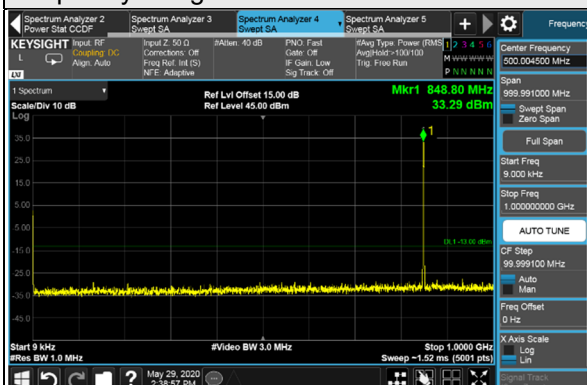 Spectrum Analyzer 2
Power Stat CCDF
Spectrum Analyzer 3
Swept SA
Spectrum Analyzer 4
Swept SA
Spectrum Analyzer 5
Swept SA
+
Frequency
KEYSIGHT
L
Input: RF
Coupling: DC
Align: Auto
Input Z: 50 Ω
Corrections: Off
Freq Ref: Int (S)
NFE: Adaptive
#Atten: 40 dB
PNO: Fast
Gate: Off
IF Gain: Low
Sig Track: Off
#Avg Type: Power (RMS
Avg|Hold:>100/100
Trig: Free Run
1 2 3 4 5 6
M W W W W W W
P N N N N N
LXI
1 Spectrum
Scale/Div 10 dB
Log
Ref Lvl Offset 15.00 dB
Ref Level 45.00 dBm
Mkr1 848.80 MHz
33.29 dBm
1
35.0
25.0
15.0
5.00
-5.00
-15.0
-25.0
-35.0
-45.0
DL1 -13.00 dBm
Start 9 kHz
#Res BW 1.0 MHz
#Video BW 3.0 MHz
Stop 1.0000 GHz
Sweep ~1.52 ms (5001 pts)
May 29, 2020
2:38:57 PM
Center Frequency
500.004500 MHz
Span
999.991000 MHz
Swept Span
Zero Span
Full Span
Start Freq
9.000 kHz
Stop Freq
1.000000000 GHz
AUTO TUNE
CF Step
99.999100 MHz
Auto
Man
Freq Offset
0 Hz
X Axis Scale
Log
Lin
Signal Track